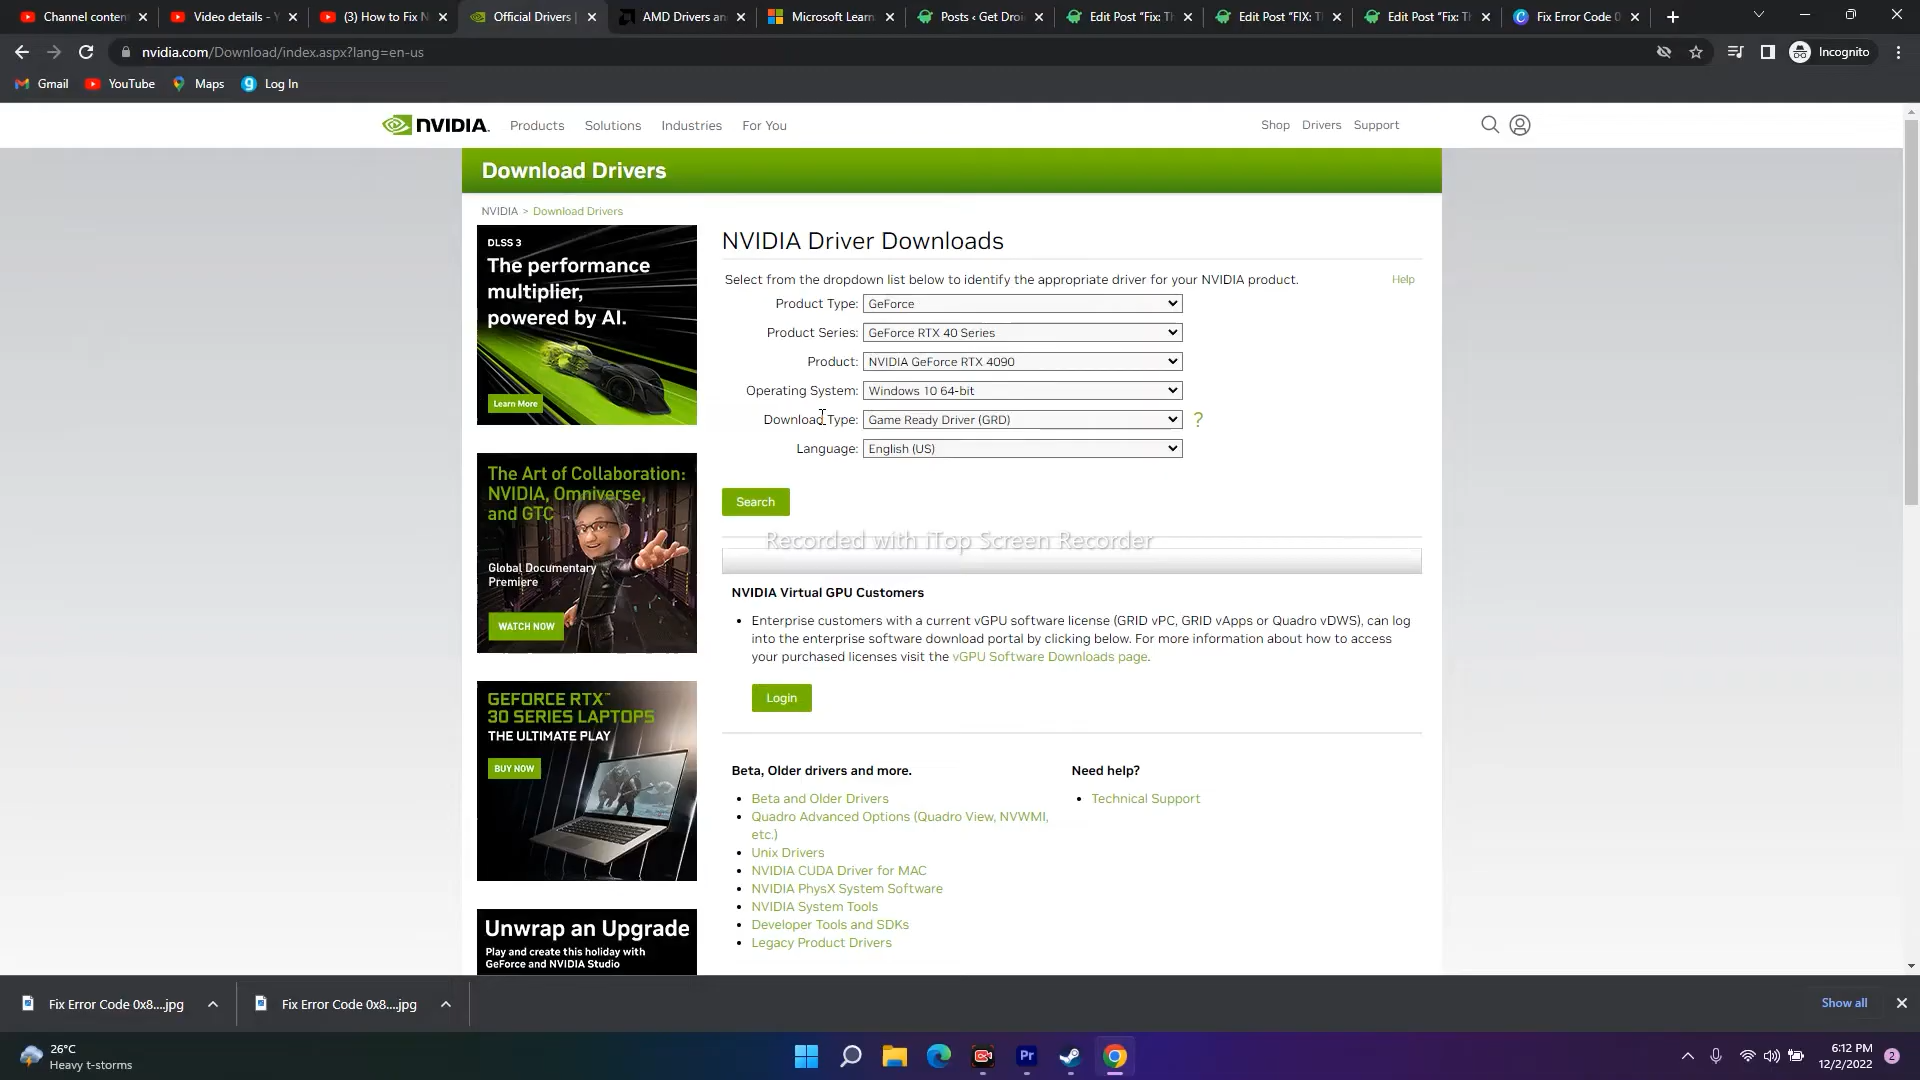 Channel conten
Video details - Y
(3) How to Fix N
Official Drivers |
AMD Drivers an
Microsoft Learn
Posts ‹ Get Droi
Edit Post “Fix: Th
Edit Post “FIX: T
Edit Post “Fix: Th
Fix Error Code 0
nvidia.com/Download/index.aspx?lang=en-us
Incognito
Gmail
YouTube
Maps
Log In
NVIDIA.
Products
Solutions
Industries
For You
Shop
Drivers
Support
Download Drivers
NVIDIA > Download Drivers
DLSS 3
The performance
multiplier,
powered by AI.
Learn More
The Art of Collaboration:
NVIDIA, Omniverse,
and GTC
Global Documentary
Premiere
WATCH NOW
GEFORCE RTX™
30 SERIES LAPTOPS
THE ULTIMATE PLAY
BUY NOW
Unwrap an Upgrade
Play and create this holiday with
GeForce and NVIDIA Studio
NVIDIA Driver Downloads
Select from the dropdown list below to identify the appropriate driver for your NVIDIA product.
Help
Product Type: GeForce
Product Series: GeForce RTX 40 Series
Product: NVIDIA GeForce RTX 4090
Operating System: Windows 10 64-bit
Download Type: Game Ready Driver (GRD) ?
Language: English (US)
Search
Recorded with iTop Screen Recorder
NVIDIA Virtual GPU Customers
• Enterprise customers with a current vGPU software license (GRID vPC, GRID vApps or Quadro vDWS), can log
into the enterprise software download portal by clicking below. For more information about how to access
your purchased licenses visit the vGPU Software Downloads page.
Login
Beta, Older drivers and more.
• Beta and Older Drivers
• Quadro Advanced Options (Quadro View, NVWMI,
etc.)
• Unix Drivers
• NVIDIA CUDA Driver for MAC
• NVIDIA PhysX System Software
• NVIDIA System Tools
• Developer Tools and SDKs
• Legacy Product Drivers
Need help?
• Technical Support
Fix Error Code 0x8....jpg
Fix Error Code 0x8....jpg
Show all
26°C
Heavy t-storms
Pr
6:12 PM
12/2/2022
2